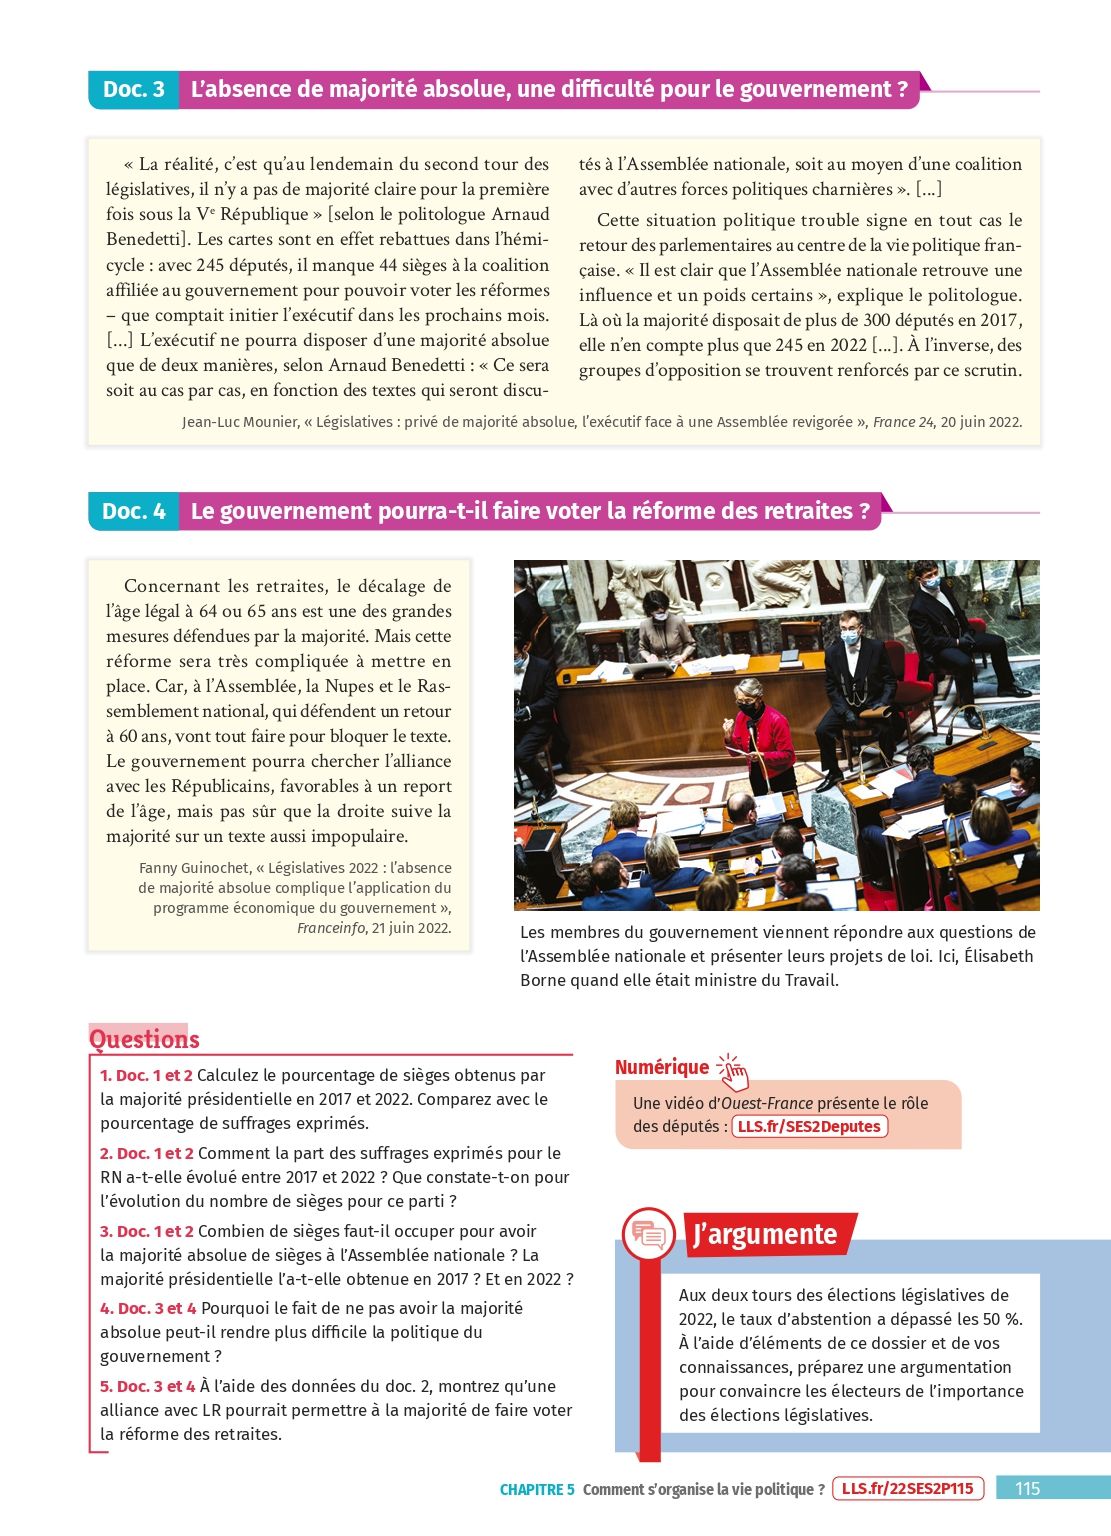 Doc. 3 L'absence de majorité absolue, une difficulté pour le gouvernement ?
« La réalité, c'est qu'au lendemain du second tour des
législatives, il n'y a pas de majorité claire pour la première
fois sous la Ve République » [selon le politologue Arnaud
Benedetti]. Les cartes sont en effet rebattues dans l'hémi-
cycle : avec 245 députés, il manque 44 sièges à la coalition
affiliée au gouvernement pour pouvoir voter les réformes
– que comptait initier l'exécutif dans les prochains mois.
[...] L'exécutif ne pourra disposer d'une majorité absolue
que de deux manières, selon Arnaud Benedetti : « Ce sera
soit au cas par cas, en fonction des textes qui seront discu-
tés à l'Assemblée nationale, soit au moyen d'une coalition
avec d'autres forces politiques charnières ». [...]
Cette situation politique trouble signe en tout cas le
retour des parlementaires au centre de la vie politique fran-
çaise. « Il est clair que l'Assemblée nationale retrouve une
influence et un poids certains », explique le politologue.
Là où la majorité disposait de plus de 300 députés en 2017,
elle n'en compte plus que 245 en 2022 [...]. À l'inverse, des
groupes d'opposition se trouvent renforcés par ce scrutin.
Jean-Luc Mounier, « Législatives : privé de majorité absolue, l'exécutif face à une Assemblée revigorée », France 24, 20 juin 2022.
Doc. 4 Le gouvernement pourra-t-il faire voter la réforme des retraites ?
Concernant les retraites, le décalage de
l'âge légal à 64 ou 65 ans est une des grandes
mesures défendues par la majorité. Mais cette
réforme sera très compliquée à mettre en
place. Car, à l'Assemblée, la Nupes et le Ras-
semblement national, qui défendent un retour
à 60 ans, vont tout faire pour bloquer le texte.
Le gouvernement pourra chercher l'alliance
avec les Républicains, favorables à un report
de l'âge, mais pas sûr que la droite suive la
majorité sur un texte aussi impopulaire.
Fanny Guinochet, « Législatives 2022 : l'absence
de majorité absolue complique l'application du
programme économique du gouvernement »,
Franceinfo, 21 juin 2022.
Les membres du gouvernement viennent répondre aux questions de
l'Assemblée nationale et présenter leurs projets de loi. Ici, Élisabeth
Borne quand elle était ministre du Travail.
Questions
1. Doc. 1 et 2 Calculez le pourcentage de sièges obtenus par
la majorité présidentielle en 2017 et 2022. Comparez avec le
pourcentage de suffrages exprimés.
2. Doc. 1 et 2 Comment la part des suffrages exprimés pour le
RN a-t-elle évolué entre 2017 et 2022 ? Que constate-t-on pour
l'évolution du nombre de sièges pour ce parti ?
3. Doc. 1 et 2 Combien de sièges faut-il occuper pour avoir
la majorité absolue de sièges à l'Assemblée nationale ? La
majorité présidentielle l'a-t-elle obtenue en 2017 ? Et en 2022 ?
4. Doc. 3 et 4 Pourquoi le fait de ne pas avoir la majorité
absolue peut-il rendre plus difficile la politique du
gouvernement ?
5. Doc. 3 et 4 À l'aide des données du doc. 2, montrez qu'une
alliance avec LR pourrait permettre à la majorité de faire voter
la réforme des retraites.
Numérique
Une vidéo d'Ouest-France présente le rôle
des députés : LLS.fr/SES2Deputes
J'argumente
Aux deux tours des élections législatives de
2022, le taux d'abstention a dépassé les 50 %.
À l'aide d'éléments de ce dossier et de vos
connaissances, préparez une argumentation
pour convaincre les électeurs de l'importance
des élections législatives.
CHAPITRE 5 Comment s'organise la vie politique ? LLS.fr/22SES2P115 115